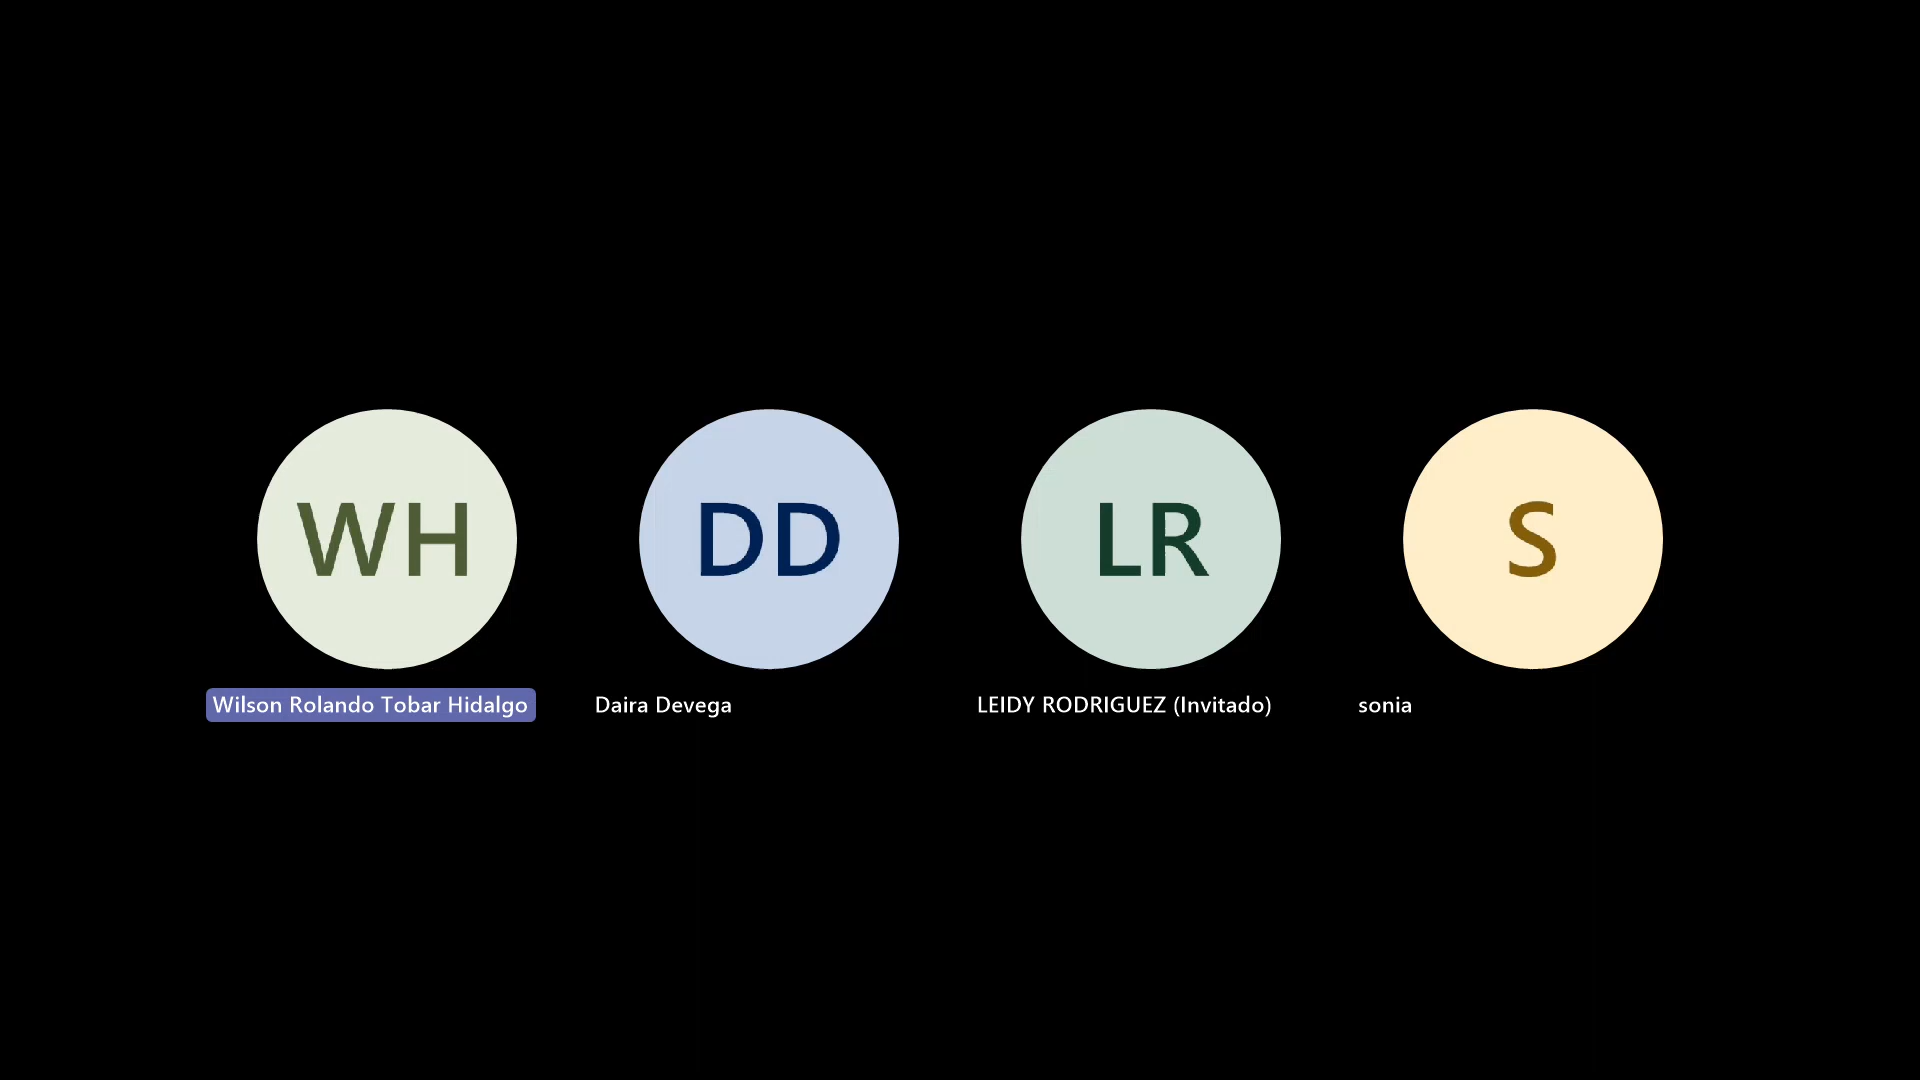 WH
DD
LR
S
Wilson Rolando Tobar Hidalgo
Daira Devega
LEIDY RODRIGUEZ (Invitado)
sonia